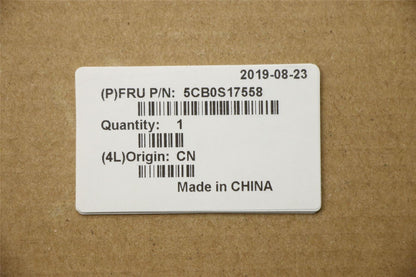 2019-08-23
(P)FRU P/N: 5CB0S17558
Quantity: 1
(4L)Origin: CN
Made in CHINA